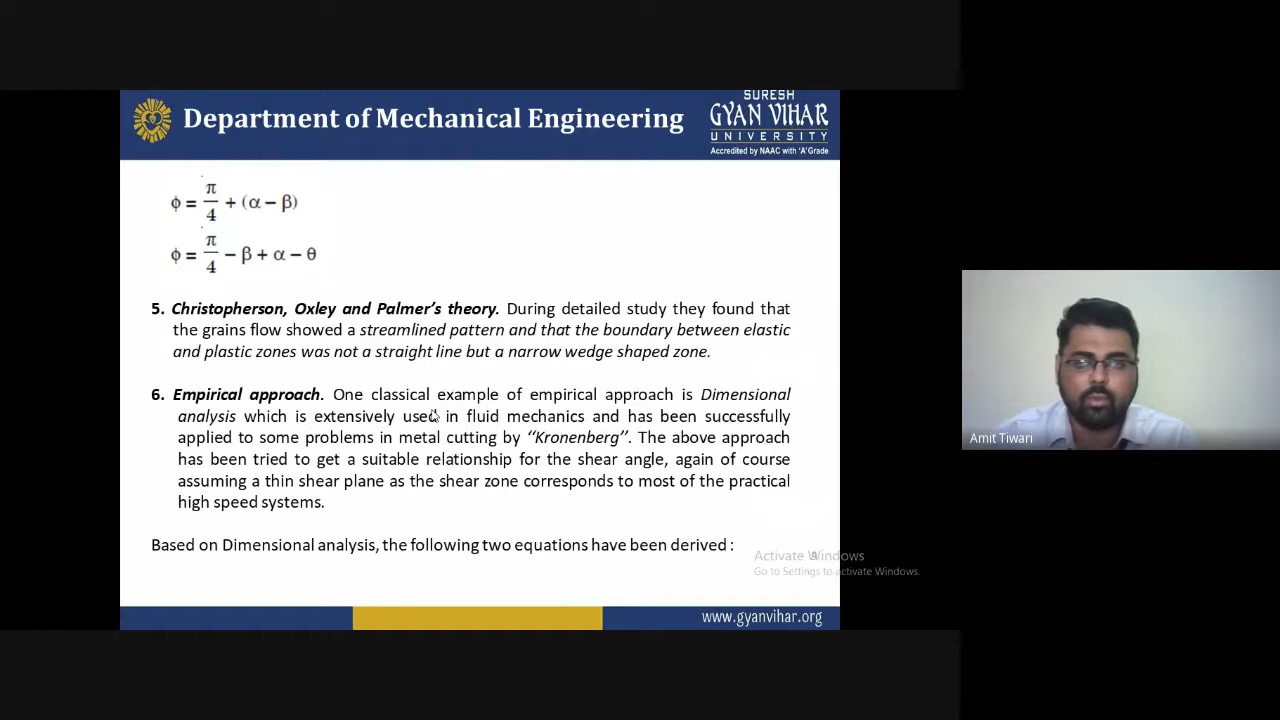 Department of Mechanical Engineering
SURESH
GYAN VIHAR
UNIVERSITY
Accredited by NAAC with 'A' Grade
ϕ = π/4 + (α – β)
ϕ = π/4 – β + α – θ
5. Christopherson, Oxley and Palmer's theory. During detailed study they found that
the grains flow showed a streamlined pattern and that the boundary between elastic
and plastic zones was not a straight line but a narrow wedge shaped zone.
6. Empirical approach. One classical example of empirical approach is Dimensional
analysis which is extensively used in fluid mechanics and has been successfully
applied to some problems in metal cutting by ‘‘Kronenberg’’. The above approach
has been tried to get a suitable relationship for the shear angle, again of course
assuming a thin shear plane as the shear zone corresponds to most of the practical
high speed systems.
Based on Dimensional analysis, the following two equations have been derived :
Activate Windows
9
Go to Settings to activate Windows.
www.gyanvihar.org
Amit Tiwari